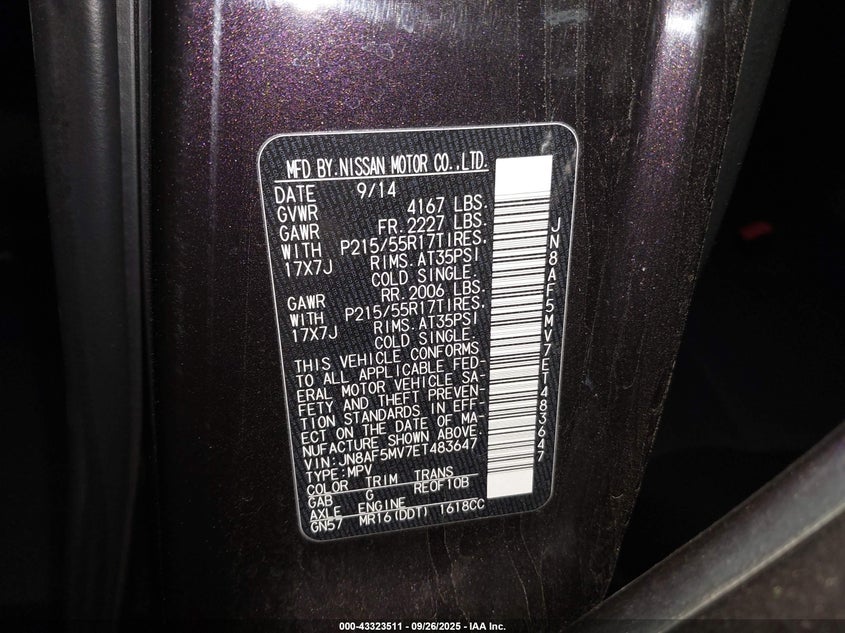 MFD BY.NISSAN MOTOR CO.,LTD.
DATE 9/14
GVWR 4167 LBS.
GAWR FR.2227 LBS.
WITH P215/55R17TIRES.
17X7J RIMS.AT35PSI
COLD SINGLE.
GAWR RR.2006 LBS.
WITH P215/55R17TIRES.
17X7J RIMS.AT35PSI
COLD SINGLE.
THIS VEHICLE CONFORMS
TO ALL APPLICABLE FED-
ERAL MOTOR VEHICLE SA-
FETY AND THEFT PREVEN-
TION STANDARDS IN EFF-
ECT ON THE DATE OF MA-
NUFACTURE SHOWN ABOVE.
VIN:JN8AF5MV7ET483647
TYPE:MPV
COLOR TRIM TRANS
GAB G RE0F10B
AXLE ENGINE
GN57 MR16(DDT) 1618CC
JN8AF5MV7ET483647
000-43323511 - 09/26/2025 - IAA Inc.